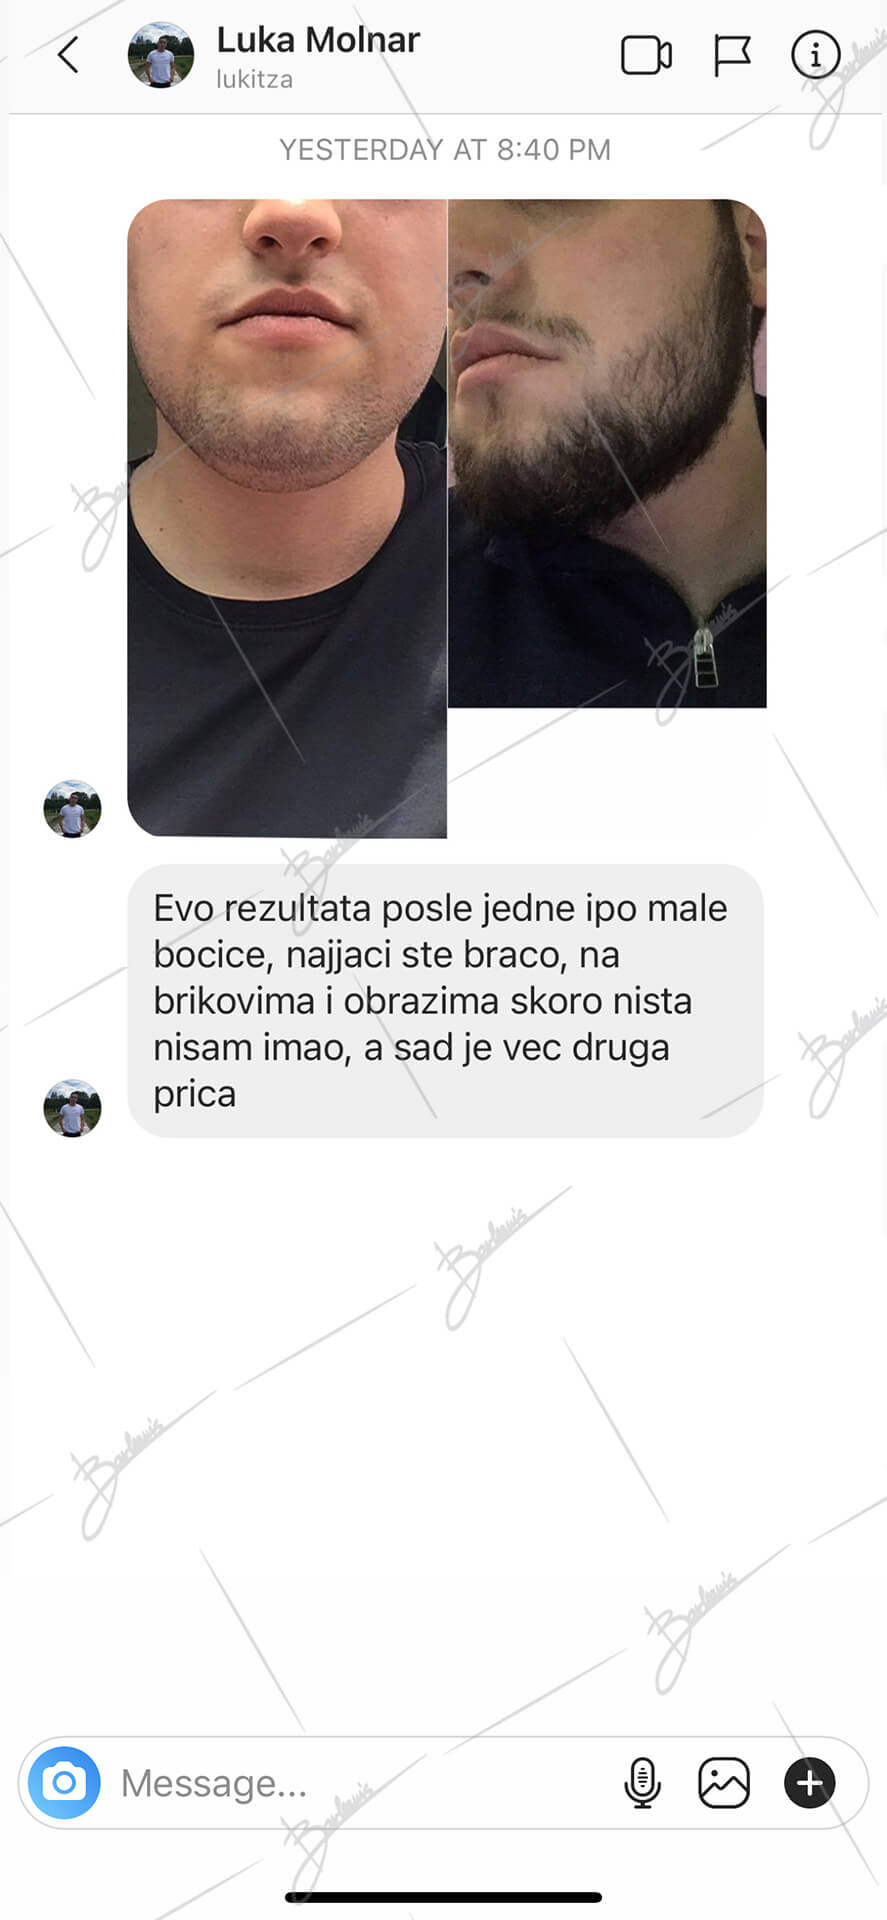 Luka Molnar
lukitza
YESTERDAY AT 8:40 PM
Evo rezultata posle jedne ipo male
bocice, najjaci ste braco, na
brikovima i obrazima skoro nista
nisam imao, a sad je vec druga
prica
Message...